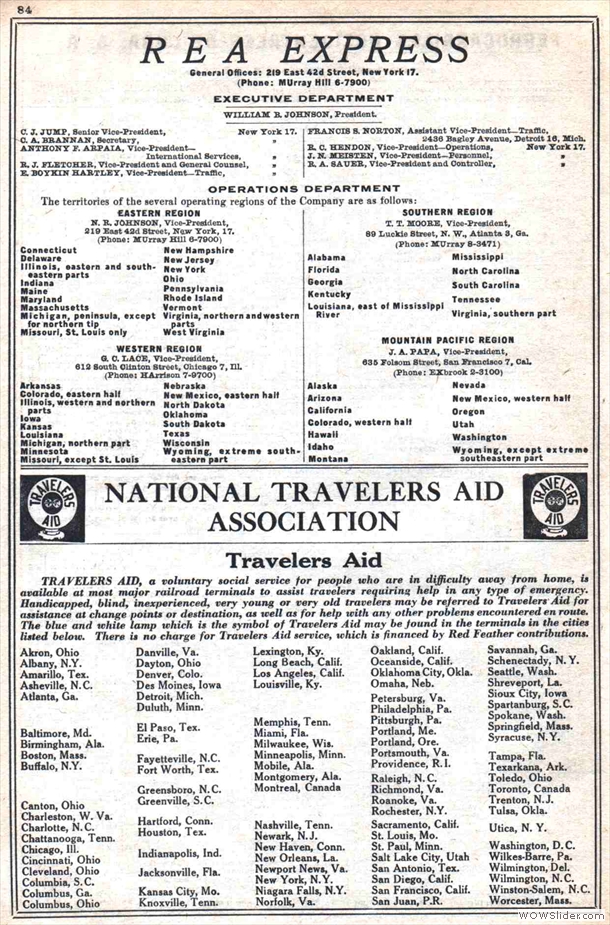 84
REA EXPRESS
General Offices: 219 East 42d Street, New York 17.
(Phone: MUrray Hill 6-7900)
EXECUTIVE DEPARTMENT
WILLIAM B. JOHNSON, President.
C. J. JUMP, Senior Vice-President, New York 17.
C. A. BRANNAN, Secretary, "
ANTHONY F. ARPAIA, Vice-President—
International Services, "
R. J. FLETCHER, Vice-President and General Counsel, "
E. BOYKIN HARTLEY, Vice-President—Traffic, "
FRANCIS S. NORTON, Assistant Vice-President—Traffic,
2436 Bagley Avenue, Detroit 16, Mich.
R. C. HENDON, Vice-President—Operations, New York 17.
J. N. MEISTEN, Vice-President—Personnel, "
R. A. SAUER, Vice-President and Controller, "
OPERATIONS DEPARTMENT
The territories of the several operating regions of the Company are as follows:
EASTERN REGION
N. R. JOHNSON, Vice-President,
219 East 42d Street, New York, 17.
(Phone: MUrray Hill 6-7900)
Connecticut
Delaware
Illinois, eastern and south-
eastern parts
Indiana
Maine
Maryland
Massachusetts
Michigan, peninsula, except
for northern tip
Missouri, St. Louis only
New Hampshire
New Jersey
New York
Ohio
Pennsylvania
Rhode Island
Vermont
Virginia, northern and western
parts
West Virginia
SOUTHERN REGION
T. T. MOORE, Vice-President,
89 Luckie Street, N. W., Atlanta 3, Ga.
(Phone: MUrray 8-3471)
Alabama
Florida
Georgia
Kentucky
Louisiana, east of Mississippi
River
Mississippi
North Carolina
South Carolina
Tennessee
Virginia, southern part
WESTERN REGION
G. C. LACE, Vice-President,
612 South Clinton Street, Chicago 7, Ill.
(Phone: HArrison 7-9700)
Arkansas
Colorado, eastern half
Illinois, western and northern
parts
Iowa
Kansas
Louisiana
Michigan, northern part
Minnesota
Missouri, except St. Louis
Nebraska
New Mexico, eastern half
North Dakota
Oklahoma
South Dakota
Texas
Wisconsin
Wyoming, extreme south-
eastern part
MOUNTAIN PACIFIC REGION
J. A. PAPA, Vice-President,
635 Folsom Street, San Francisco 7, Cal.
(Phone: EXbrook 2-3100)
Alaska
Arizona
California
Colorado, western half
Hawaii
Idaho
Montana
Nevada
New Mexico, western half
Oregon
Utah
Washington
Wyoming, except extreme
southeastern part
TRAVELERS
AID
NATIONAL TRAVELERS AID
ASSOCIATION
TRAVELERS
AID
Travelers Aid
TRAVELERS AID, a voluntary social service for people who are in difficulty away from home, is
available at most major railroad terminals to assist travelers requiring help in any type of emergency.
Handicapped, blind, inexperienced, very young or very old travelers may be referred to Travelers Aid for
assistance at change points or destination, as well as for help with any other problems encountered en route.
The blue and white lamp which is the symbol of Travelers Aid may be found in the terminals in the cities
listed below. There is no charge for Travelers Aid service, which is financed by Red Feather contributions.
Akron, Ohio
Albany, N.Y.
Amarillo, Tex.
Asheville, N.C.
Atlanta, Ga.
Baltimore, Md.
Birmingham, Ala.
Boston, Mass.
Buffalo, N.Y.
Canton, Ohio
Charleston, W. Va.
Charlotte, N.C.
Chattanooga, Tenn.
Chicago, Ill.
Cincinnati, Ohio
Cleveland, Ohio
Columbia, S.C.
Columbus, Ga.
Columbus, Ohio
Danville, Va.
Dayton, Ohio
Denver, Colo.
Des Moines, Iowa
Detroit, Mich.
Duluth, Minn.
El Paso, Tex.
Erie, Pa.
Fayetteville, N.C.
Fort Worth, Tex.
Greensboro, N.C.
Greenville, S.C.
Hartford, Conn.
Houston, Tex.
Indianapolis, Ind.
Jacksonville, Fla.
Kansas City, Mo.
Knoxville, Tenn.
Lexington, Ky.
Long Beach, Calif.
Los Angeles, Calif.
Louisville, Ky.
Memphis, Tenn.
Miami, Fla.
Milwaukee, Wis.
Minneapolis, Minn.
Mobile, Ala.
Montgomery, Ala.
Montreal, Canada
Nashville, Tenn.
Newark, N.J.
New Haven, Conn.
New Orleans, La.
Newport News, Va.
New York, N.Y.
Niagara Falls, N.Y.
Norfolk, Va.
Oakland, Calif.
Oceanside, Calif.
Oklahoma City, Okla.
Omaha, Neb.
Petersburg, Va.
Philadelphia, Pa.
Pittsburgh, Pa.
Portland, Me.
Portland, Ore.
Portsmouth, Va.
Providence, R.I.
Raleigh, N.C.
Richmond, Va.
Roanoke, Va.
Rochester, N.Y.
Sacramento, Calif.
St. Louis, Mo.
St. Paul, Minn.
Salt Lake City, Utah
San Antonio, Tex.
San Diego, Calif.
San Francisco, Calif.
San Juan, P.R.
Savannah, Ga.
Schenectady, N.Y.
Seattle, Wash.
Shreveport, La.
Sioux City, Iowa
Spartanburg, S.C.
Spokane, Wash.
Springfield, Mass.
Syracuse, N.Y.
Tampa, Fla.
Texarkana, Ark.
Toledo, Ohio
Toronto, Canada
Trenton, N.J.
Tulsa, Okla.
Utica, N.Y.
Washington, D.C.
Wilkes-Barre, Pa.
Wilmington, Del.
Wilmington, N.C.
Winston-Salem, N.C.
Worcester, Mass.
WOWSlider.com